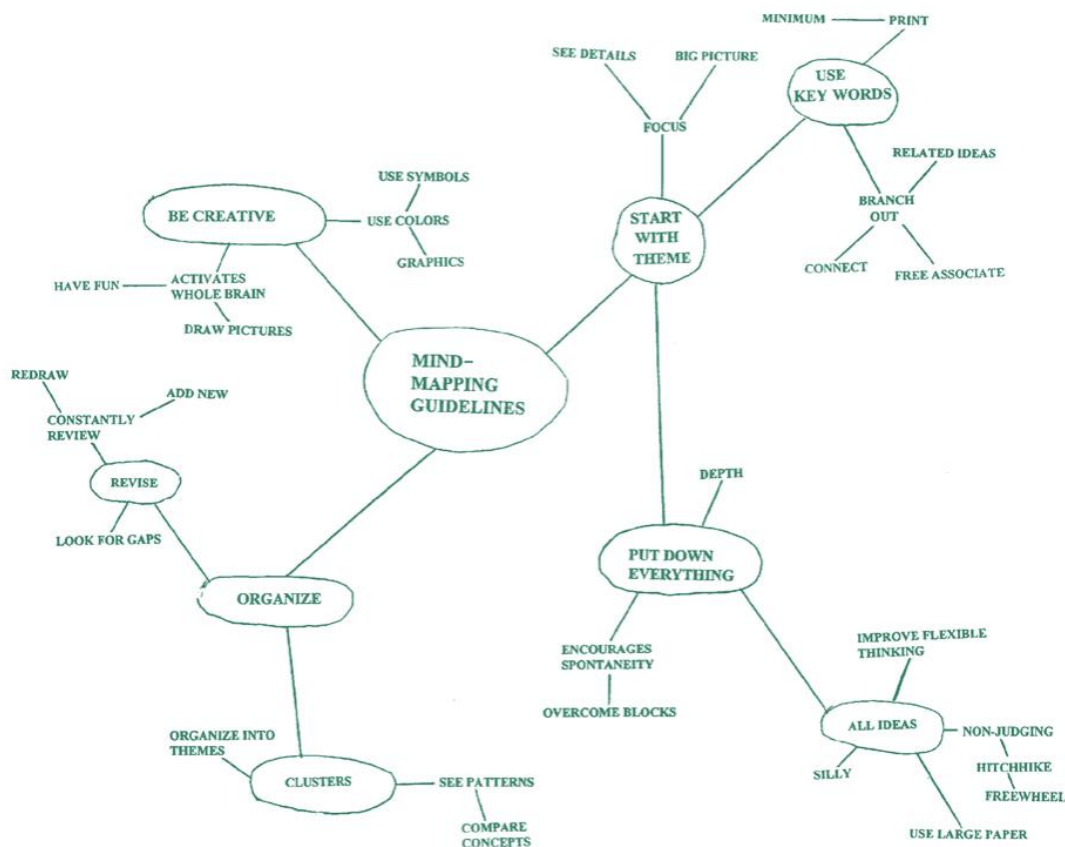 MINIMUM
PRINT
SEE DETAILS
BIG PICTURE
USE
KEY WORDS
FOCUS
RELATED IDEAS
BRANCH
OUT
CONNECT
FREE ASSOCIATE
START
WITH
THEME
USE SYMBOLS
BE CREATIVE
USE COLORS
GRAPHICS
HAVE FUN
ACTIVATES
WHOLE BRAIN
DRAW PICTURES
MIND-
MAPPING
GUIDELINES
REDRAW
ADD NEW
CONSTANTLY
REVIEW
REVISE
LOOK FOR GAPS
ORGANIZE
DEPTH
PUT DOWN
EVERYTHING
ENCOURAGES
SPONTANEITY
OVERCOME BLOCKS
IMPROVE FLEXIBLE
THINKING
ALL IDEAS
NON-JUDGING
HITCHHIKE
FREEWHEEL
SILLY
USE LARGE PAPER
ORGANIZE INTO
THEMES
CLUSTERS
SEE PATTERNS
COMPARE
CONCEPTS